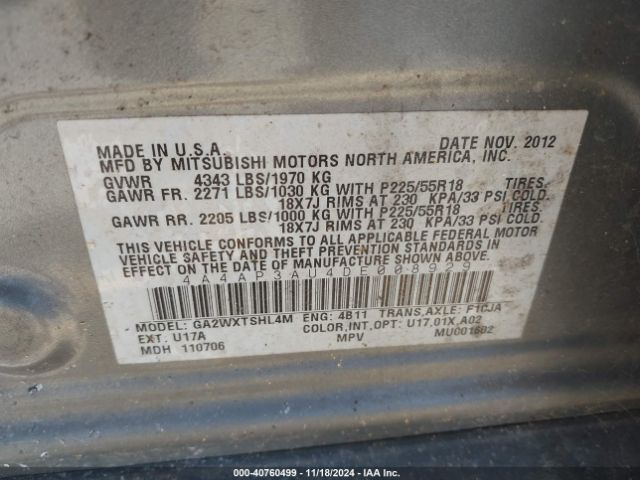 MADE IN U.S.A. DATE NOV. 2012
MFD BY MITSUBISHI MOTORS NORTH AMERICA, INC.
GVWR 4343 LBS/1970 KG
GAWR FR. 2271 LBS/1030 KG WITH P225/55R18 TIRES,
18X7J RIMS AT 230 KPA/33 PSI COLD.
GAWR RR. 2205 LBS/1000 KG WITH P225/55R18 TIRES,
18X7J RIMS AT 230 KPA/33 PSI COLD.
THIS VEHICLE CONFORMS TO ALL APPLICABLE FEDERAL MOTOR
VEHICLE SAFETY AND THEFT PREVENTION STANDARDS IN
EFFECT ON THE DATE OF MANUFACTURE SHOWN ABOVE.
4A4AP3AU4DE008929
MODEL: GA2WXTSHL4M ENG: 4B11 TRANS,AXLE: F1CJA
EXT. U17A COLOR,INT,OPT: U17,01X,A02
MDH 110706 MPV MUC01602
DV8-USA-0 - 40760499 - 11/18/2024 - IAA Inc.